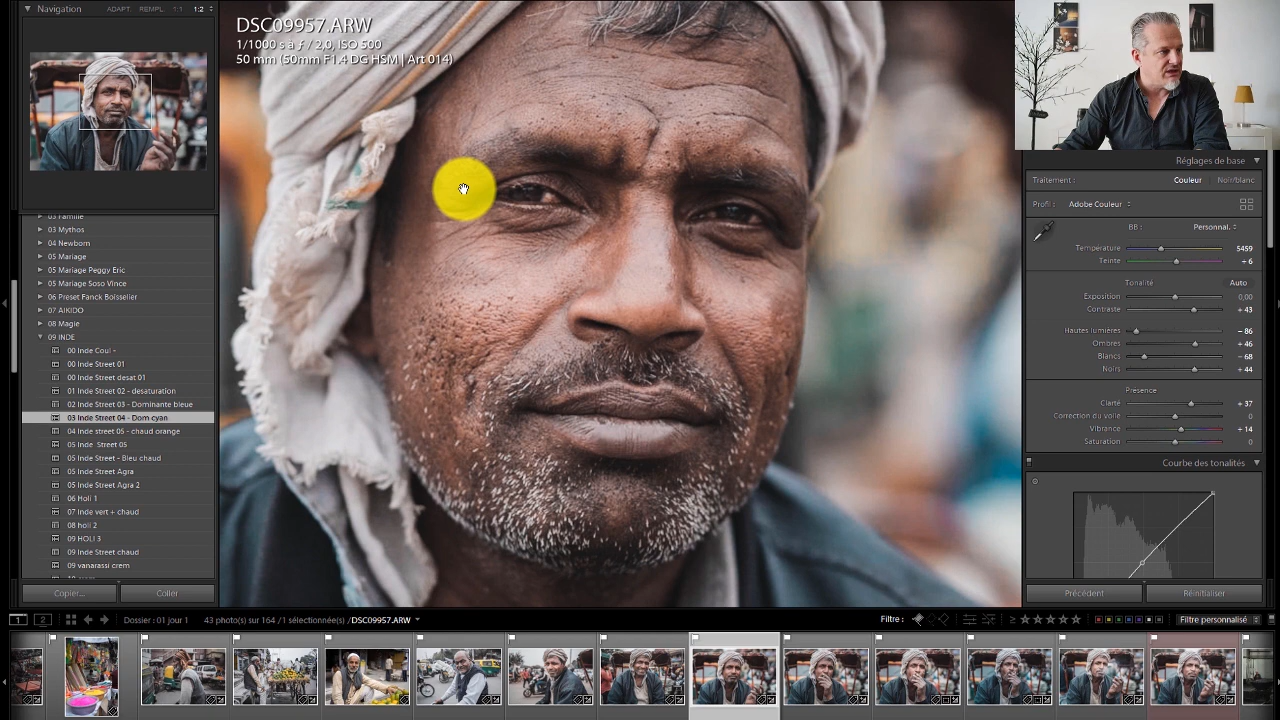 Navigation ADAPT. REMPL. 1:1 1:2
DSC09957.ARW
1/1000 s à ƒ / 2,0, ISO 500
50 mm (50mm F1.4 DG HSM | Art 014)
03 Famille
03 Mythos
04 Newborn
05 Mariage
05 Mariage Peggy Eric
05 Mariage Soso Vince
06 Preset Fanck Boisselier
07 AIKIDO
08 Magie
09 INDE
00 Inde Coul -
00 Inde Street 01
00 Inde Street desat 01
01 Inde Street 02 - desaturation
02 Inde Street 03 - Dominante bleue
03 Inde Street 04 - Dom cyan
04 Inde street 05 - chaud orange
05 Inde Street 05
05 Inde Street - Bleu chaud
05 Inde Street Agra
05 Inde Street Agra 2
06 Holi 1
07 Inde vert + chaud
08 holi 2
09 HOLI 3
09 Inde Street chaud
09 vanarassi crem
Copier... Coller
Réglages de base
Traitement : Couleur Noir/blanc
Profil : Adobe Couleur
BB : Personnal.
Température 5459
Teinte + 6
Tonalité Auto
Exposition 0,00
Contraste + 43
Hautes lumières − 86
Ombres + 46
Blancs − 68
Noirs + 44
Présence
Clarté + 37
Correction du voile 0
Vibrance + 14
Saturation 0
Courbe des tonalités
Précédent Réinitialiser
1 2 Dossier : 01 jour 1 43 photo(s) sur 164 /1 sélectionnée(s) /DSC09957.ARW Filtre : ≥ Filtre personnalisé